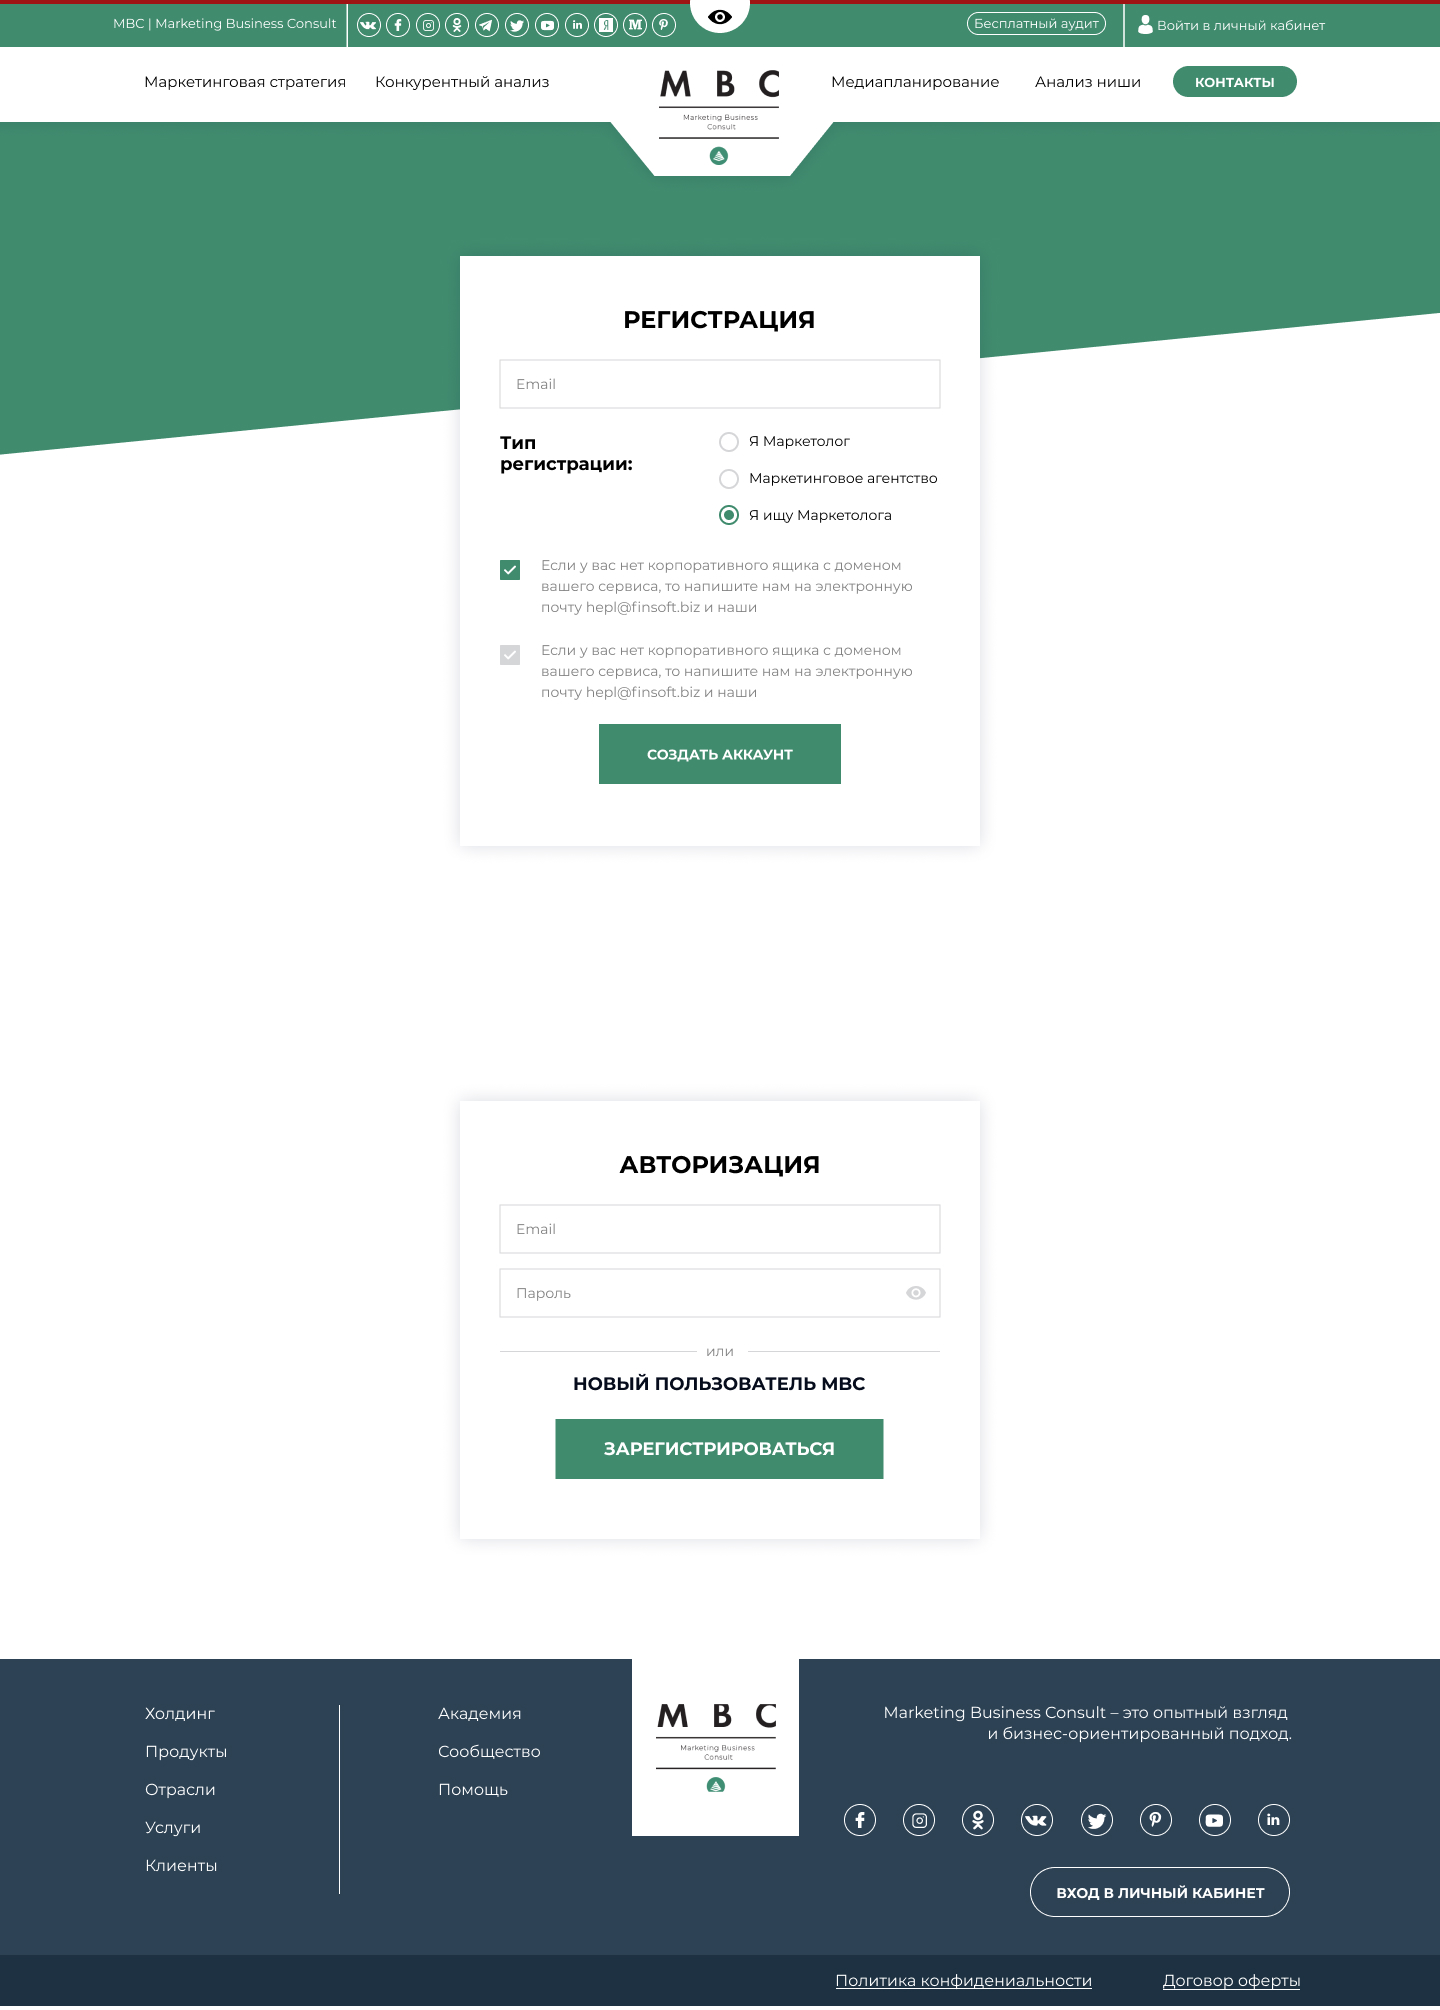 MBC | Marketing Business Consult
Бесплатный аудит
Войти в личный кабинет
Маркетинговая стратегия
Конкурентный анализ
M B C
Marketing Business
Consult
Медиапланирование
Анализ ниши
КОНТАКТЫ
РЕГИСТРАЦИЯ
Email
Тип
регистрации:
Я Маркетолог
Маркетинговое агентство
Я ищу Маркетолога
Если у вас нет корпоративного ящика с доменом
вашего сервиса, то напишите нам на электронную
почту hepl@finsoft.biz и наши
Если у вас нет корпоративного ящика с доменом
вашего сервиса, то напишите нам на электронную
почту hepl@finsoft.biz и наши
СОЗДАТЬ АККАУНТ
АВТОРИЗАЦИЯ
Email
Пароль
или
НОВЫЙ ПОЛЬЗОВАТЕЛЬ MBC
ЗАРЕГИСТРИРОВАТЬСЯ
Холдинг
Продукты
Отрасли
Услуги
Клиенты
Академия
Сообщество
Помощь
M B C
Marketing Business
Consult
Marketing Business Consult – это опытный взгляд
и бизнес-ориентированный подход.
ВХОД В ЛИЧНЫЙ КАБИНЕТ
Политика конфидениальности
Договор оферты